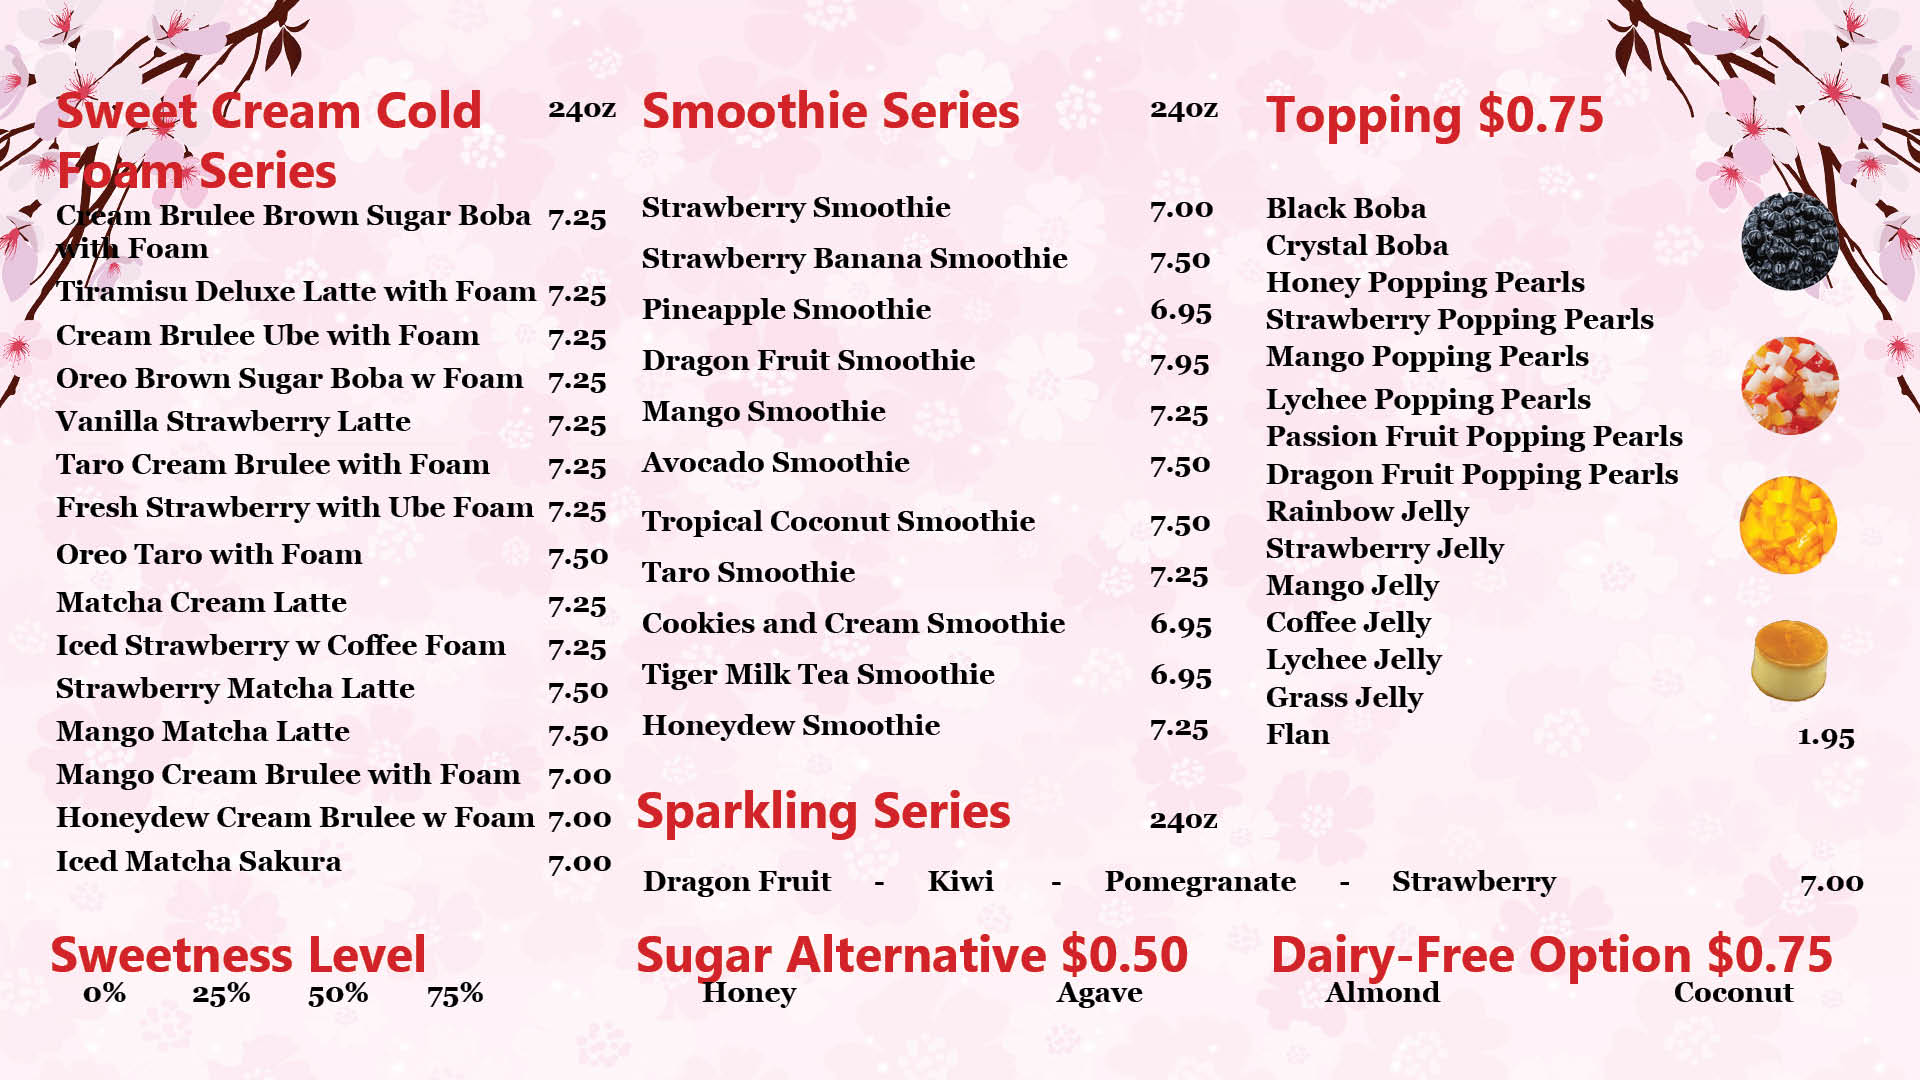 Sweet Cream Cold
Foam Series
24oz
Cream Brulee Brown Sugar Boba 7.25
with Foam
Tiramisu Deluxe Latte with Foam 7.25
Cream Brulee Ube with Foam 7.25
Oreo Brown Sugar Boba w Foam 7.25
Vanilla Strawberry Latte 7.25
Taro Cream Brulee with Foam 7.25
Fresh Strawberry with Ube Foam 7.25
Oreo Taro with Foam 7.50
Matcha Cream Latte 7.25
Iced Strawberry w Coffee Foam 7.25
Strawberry Matcha Latte 7.50
Mango Matcha Latte 7.50
Mango Cream Brulee with Foam 7.00
Honeydew Cream Brulee w Foam 7.00
Iced Matcha Sakura 7.00
Smoothie Series 24oz
Strawberry Smoothie 7.00
Strawberry Banana Smoothie 7.50
Pineapple Smoothie 6.95
Dragon Fruit Smoothie 7.95
Mango Smoothie 7.25
Avocado Smoothie 7.50
Tropical Coconut Smoothie 7.50
Taro Smoothie 7.25
Cookies and Cream Smoothie 6.95
Tiger Milk Tea Smoothie 6.95
Honeydew Smoothie 7.25
Topping $0.75
Black Boba
Crystal Boba
Honey Popping Pearls
Strawberry Popping Pearls
Mango Popping Pearls
Lychee Popping Pearls
Passion Fruit Popping Pearls
Dragon Fruit Popping Pearls
Rainbow Jelly
Strawberry Jelly
Mango Jelly
Coffee Jelly
Lychee Jelly
Grass Jelly
Flan 1.95
Sparkling Series 24oz
Dragon Fruit - Kiwi - Pomegranate - Strawberry 7.00
Sweetness Level
0% 25% 50% 75%
Sugar Alternative $0.50
Honey Agave
Dairy-Free Option $0.75
Almond Coconut